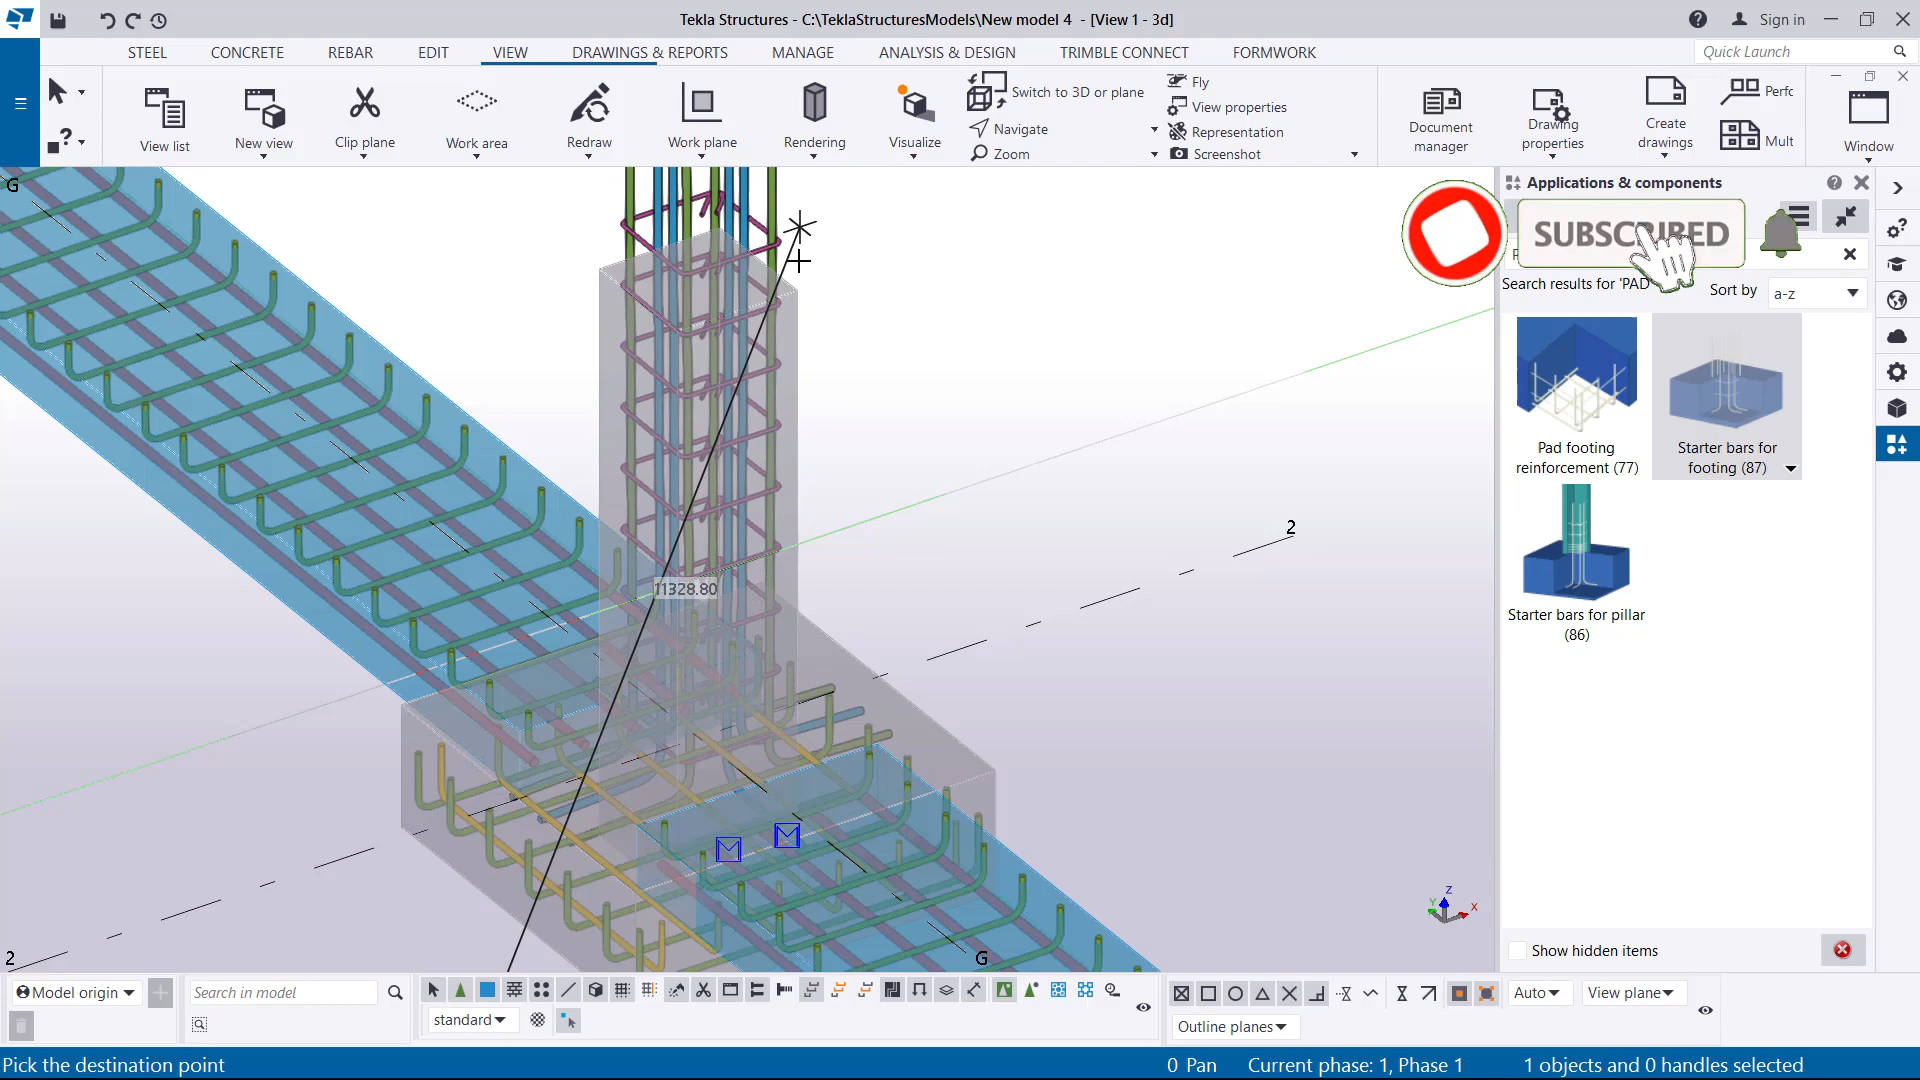 Tekla Structures - C:\TeklaStructuresModels\New model 4 - [View 1 - 3d]
Sign in
STEEL CONCRETE REBAR EDIT VIEW DRAWINGS & REPORTS MANAGE ANALYSIS & DESIGN TRIMBLE CONNECT FORMWORK
Quick Launch
View list
New view
Clip plane
Work area
Redraw
Work plane
Rendering
Visualize
Switch to 3D or plane
Navigate
Zoom
Fly
View properties
Representation
Screenshot
Document
manager
Drawing
properties
Create
drawings
Perfc
Mult
Window
G
11328.80
2
2
G
Z
Y
X
Applications & components
SUBSCRIBED
Search results for 'PAD
Sort by
a-z
Pad footing
reinforcement (77)
Starter bars for
footing (87)
Starter bars for pillar
(86)
Show hidden items
Model origin
Search in model
standard
Auto
View plane
Outline planes
Pick the destination point
0 Pan
Current phase: 1, Phase 1
1 objects and 0 handles selected